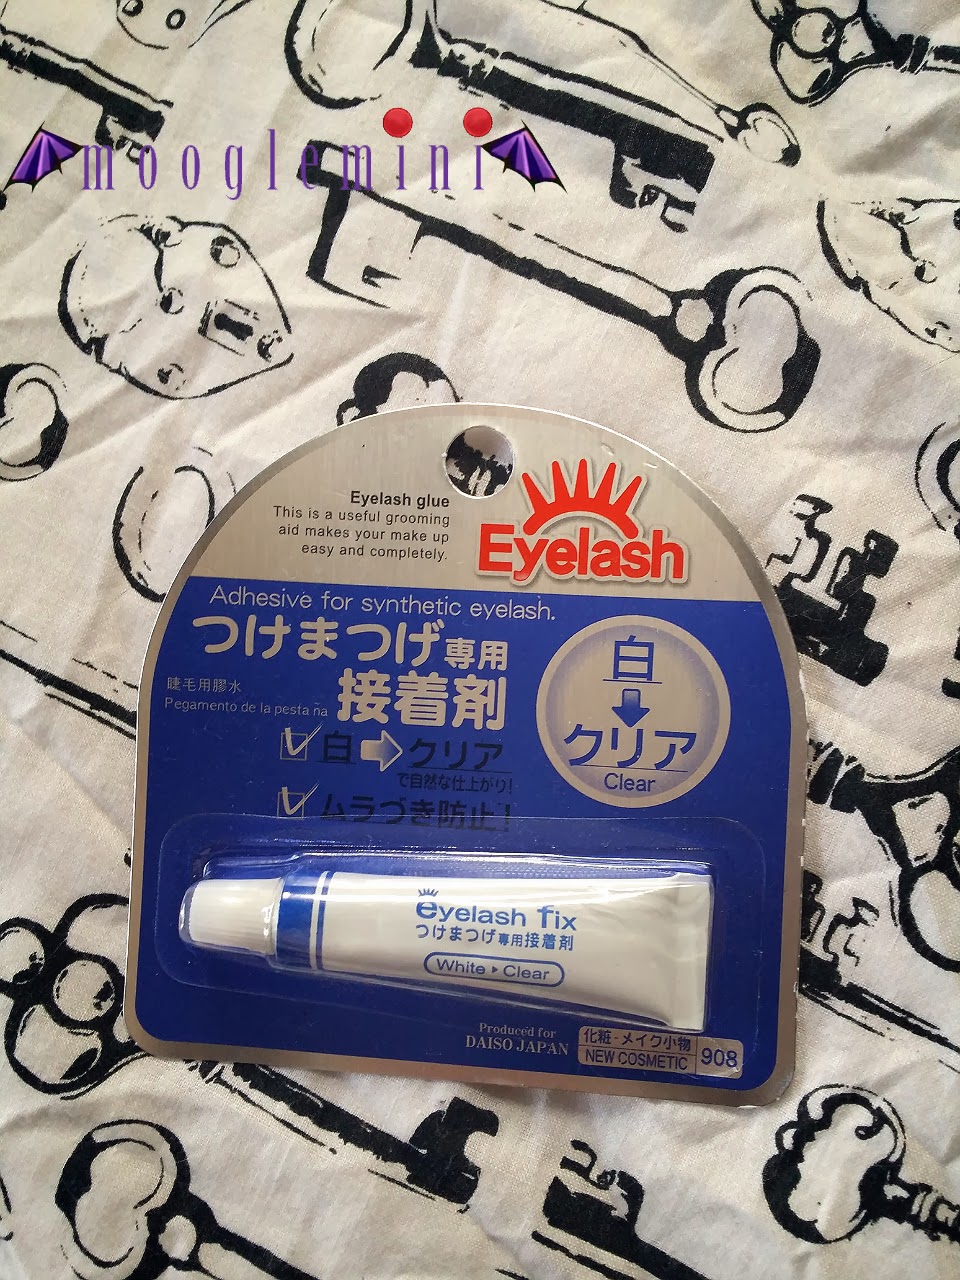 mooglemini
Eyelash glue
This is a useful grooming
aid makes your make up
easy and completely.
Eyelash
Adhesive for synthetic eyelash.
つけまつげ専用
接着剤
睫毛用膠水
Pegamento de la pesta ña
白➡クリア
で自然な仕上がり!
ムラづき防止!
白
クリア
Clear
eyelash fix
つけまつげ専用接着剤
White ▸ Clear
Produced for
DAISO JAPAN
化粧・メイク小物
NEW COSMETIC
908